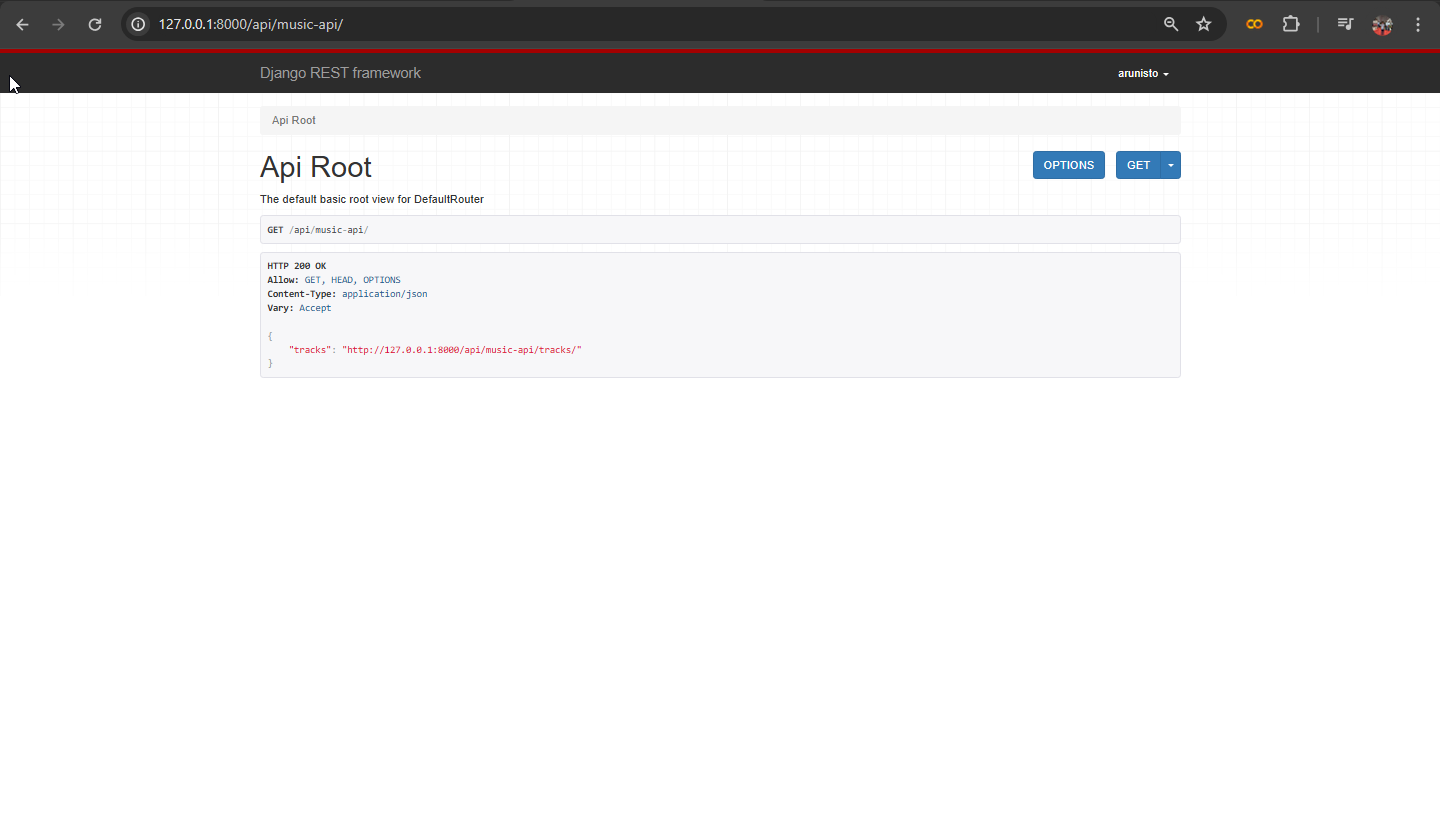 127.0.0.1:8000/api/music-api/
Django REST framework
arunisto
Api Root
Api Root
OPTIONS
GET
The default basic root view for DefaultRouter
GET /api/music-api/
HTTP 200 OK
Allow: GET, HEAD, OPTIONS
Content-Type: application/json
Vary: Accept
{
"tracks": "http://127.0.0.1:8000/api/music-api/tracks/"
}